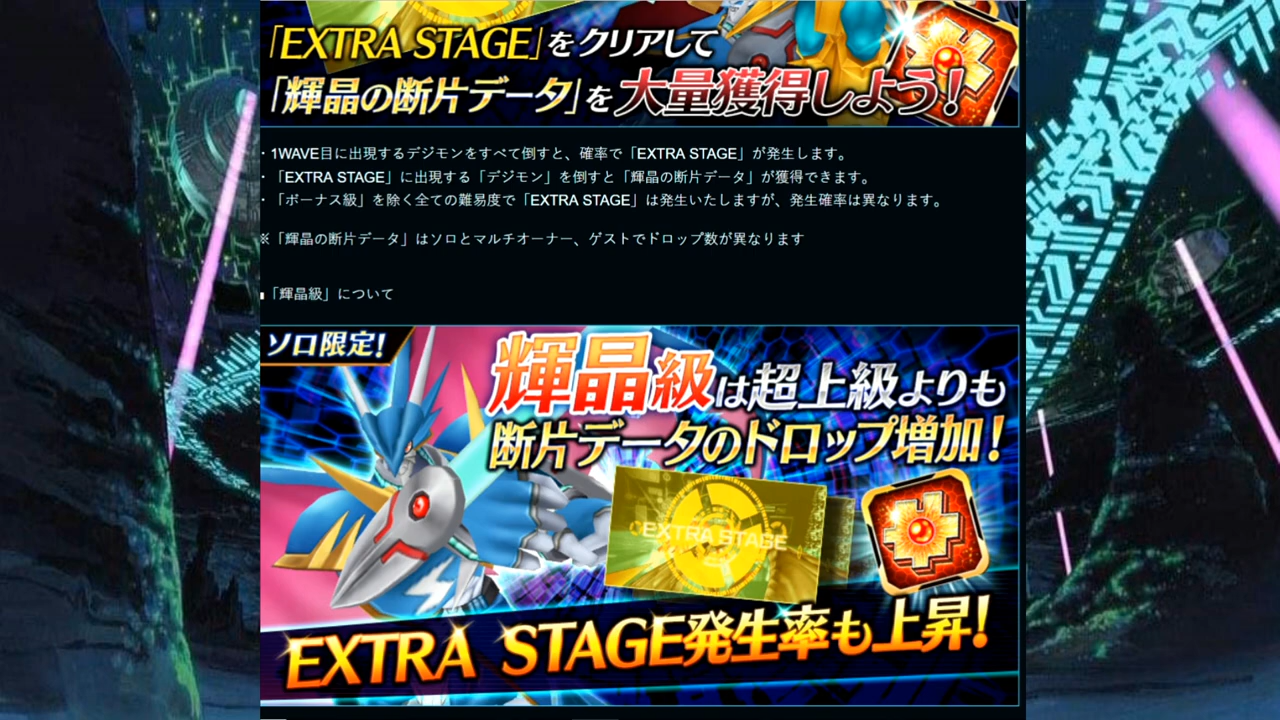 「EXTRA STAGE」をクリアして
「輝晶の断片データ」を大量獲得しよう！
・1WAVE目に出現するデジモンをすべて倒すと、確率で「EXTRA STAGE」が発生します。
・「EXTRA STAGE」に出現する「デジモン」を倒すと「輝晶の断片データ」が獲得できます。
・「ボーナス級」を除く全ての難易度で「EXTRA STAGE」は発生いたしますが、発生確率は異なります。
※「輝晶の断片データ」はソロとマルチオーナー、ゲストでドロップ数が異なります
■「輝晶級」について
ソロ限定！
輝晶級は超上級よりも
断片データのドロップ増加！
EXTRA STAGE
EXTRA STAGE発生率も上昇！